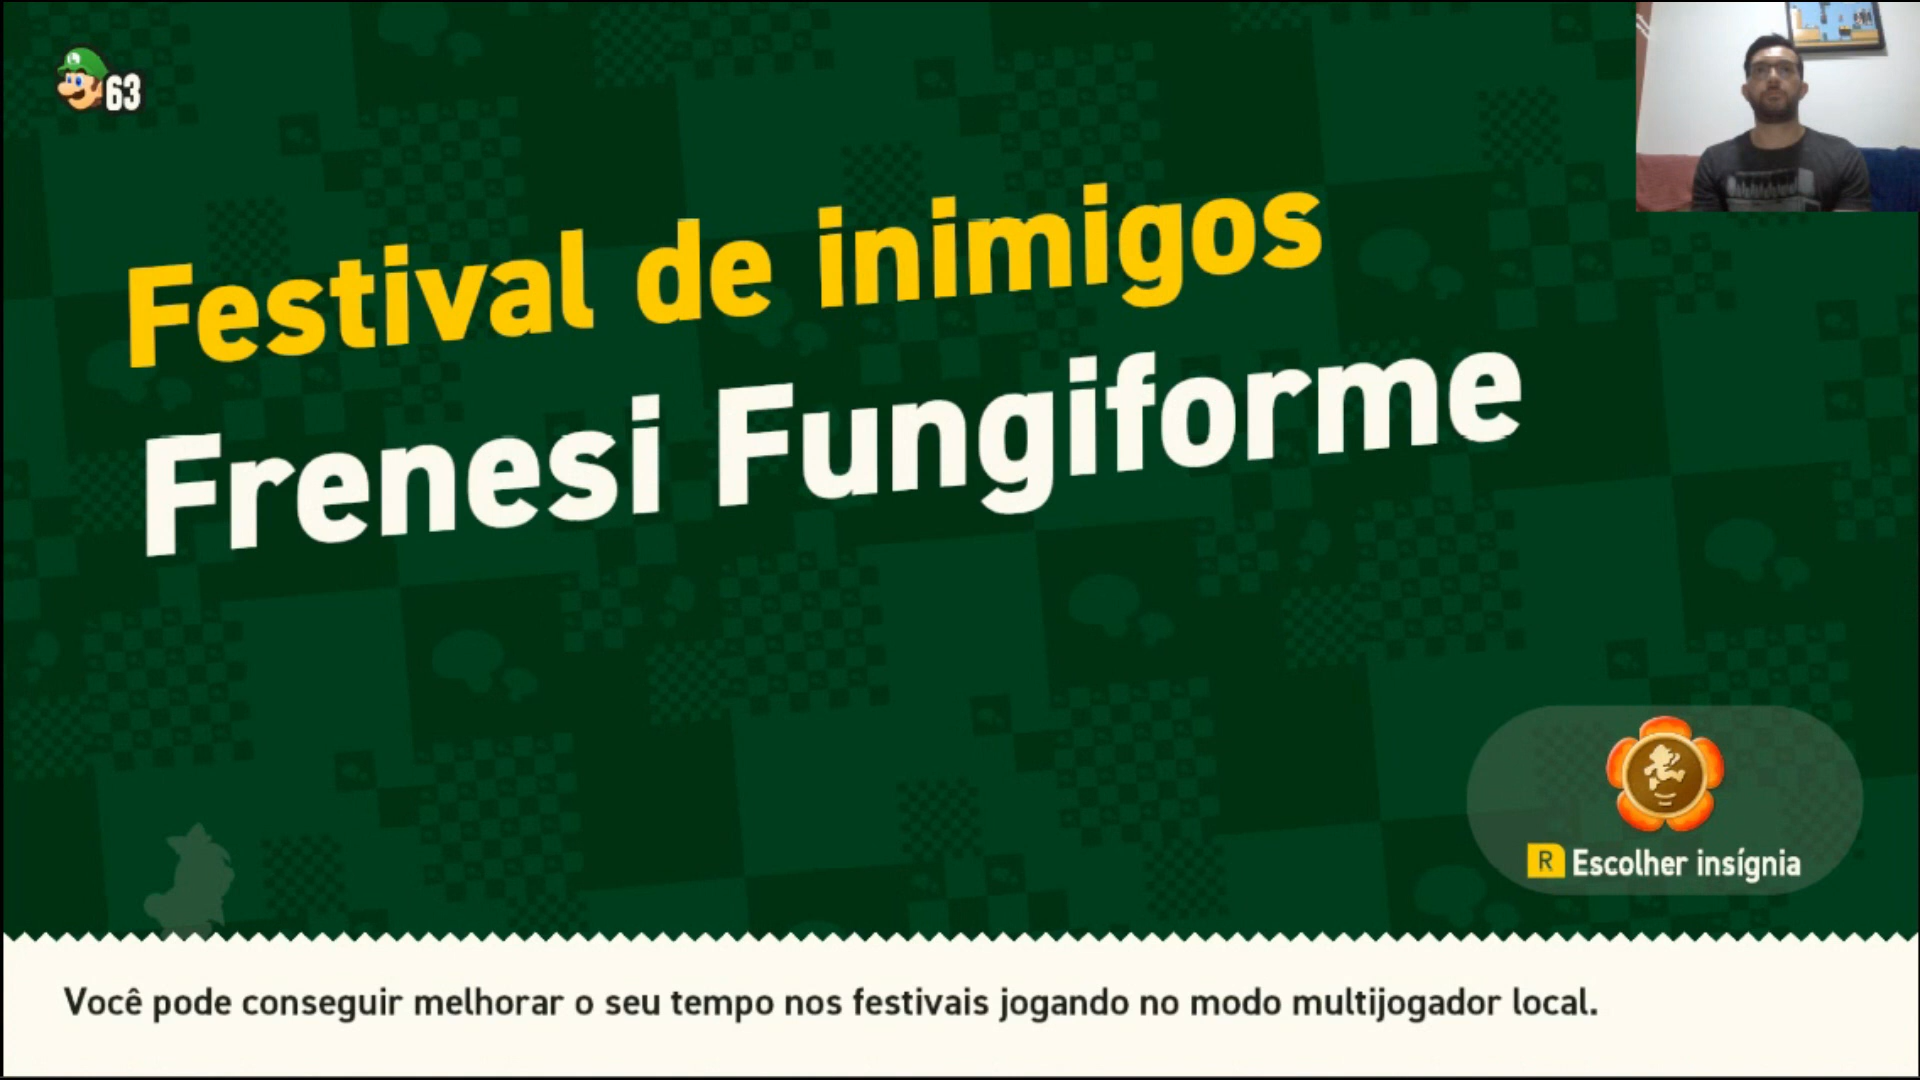 63
Festival de inimigos
Frenesi Fungiforme
R Escolher insígnia
Você pode conseguir melhorar o seu tempo nos festivais jogando no modo multijogador local.